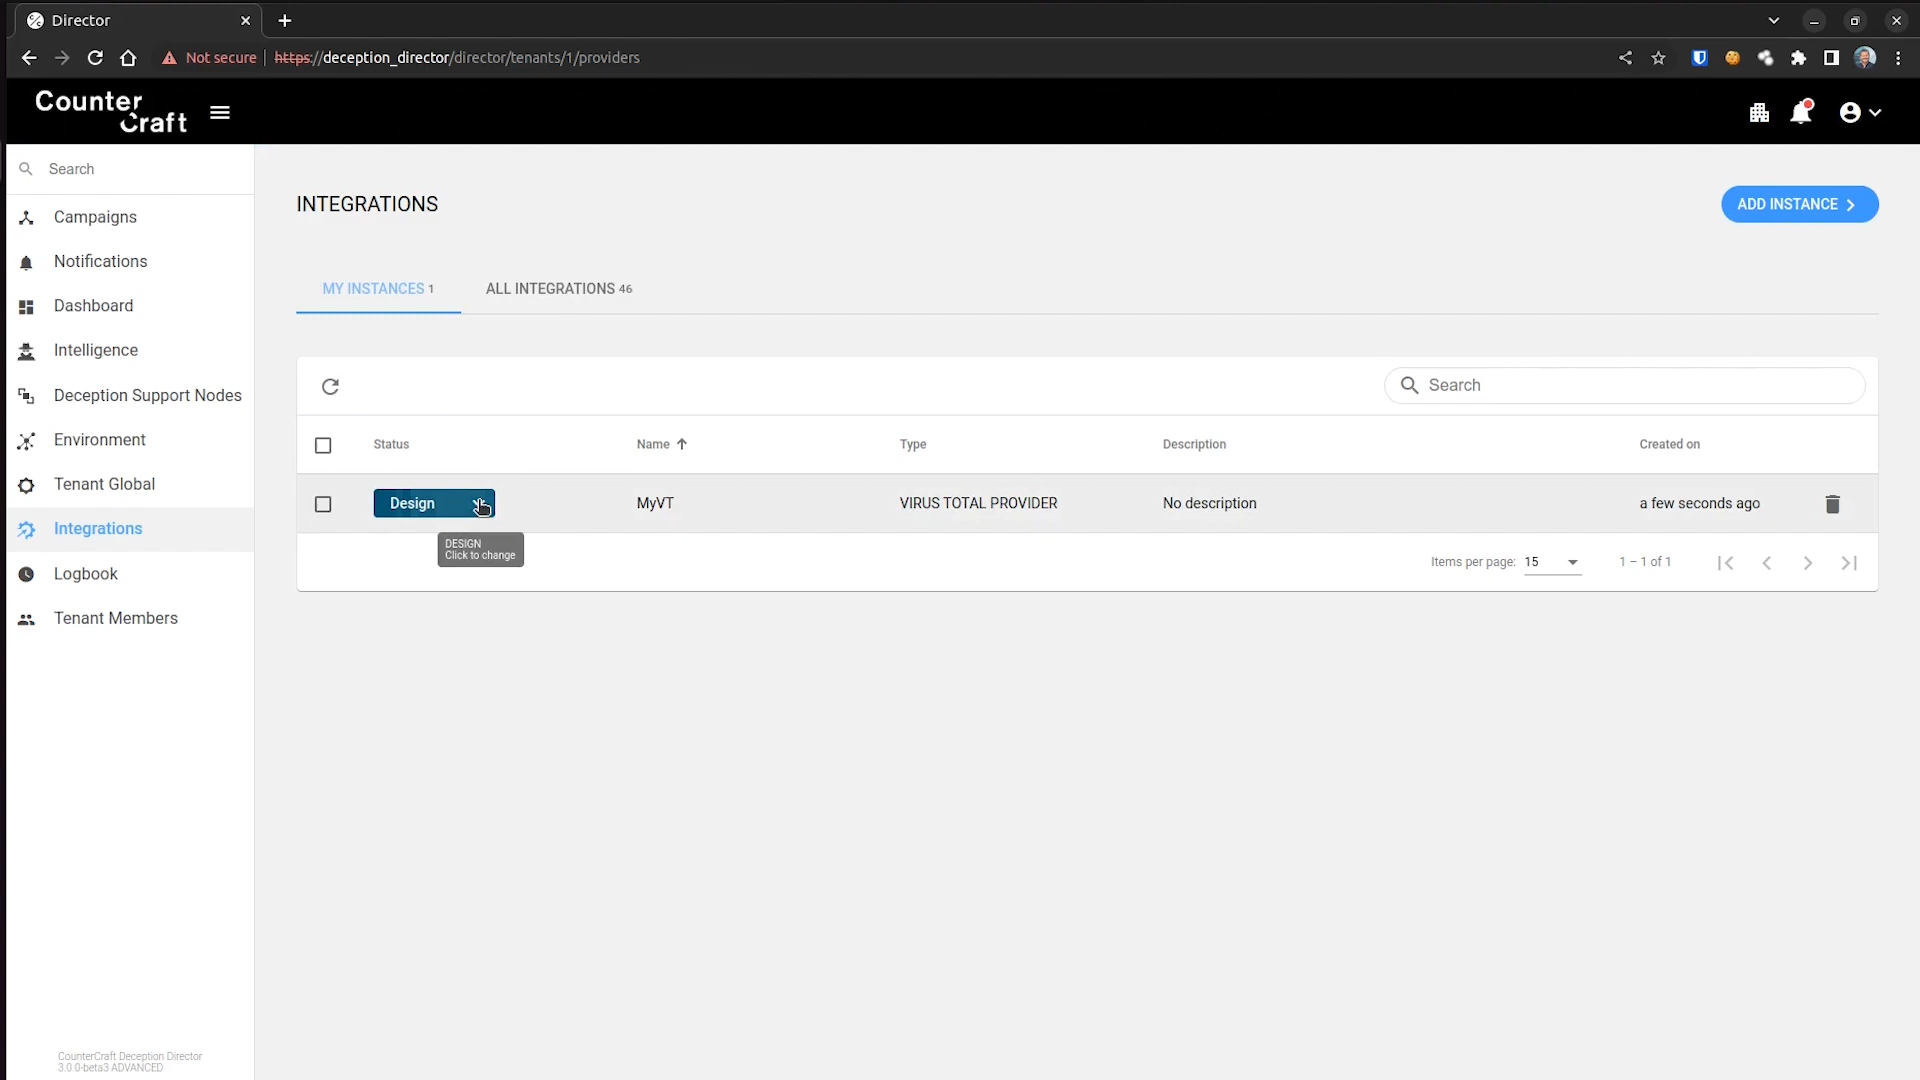 Director
Not secure
https://deception_director/director/tenants/1/providers
Counter
Craft
Search
Campaigns
Notifications
Dashboard
Intelligence
Deception Support Nodes
Environment
Tenant Global
Integrations
Logbook
Tenant Members
CounterCraft Deception Director
3.0.0-beta3 ADVANCED
INTEGRATIONS
ADD INSTANCE
MY INSTANCES 1
ALL INTEGRATIONS 46
Search
Status Name Type Description Created on
Design MyVT VIRUS TOTAL PROVIDER No description a few seconds ago
DESIGN
Click to change
Items per page: 15 1 – 1 of 1